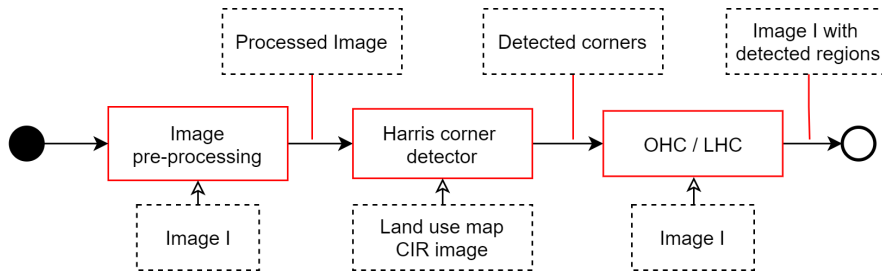 Processed Image
Detected corners
Image I with
detected regions
Image
pre-processing
Harris corner
detector
OHC / LHC
Image I
Land use map
CIR image
Image I